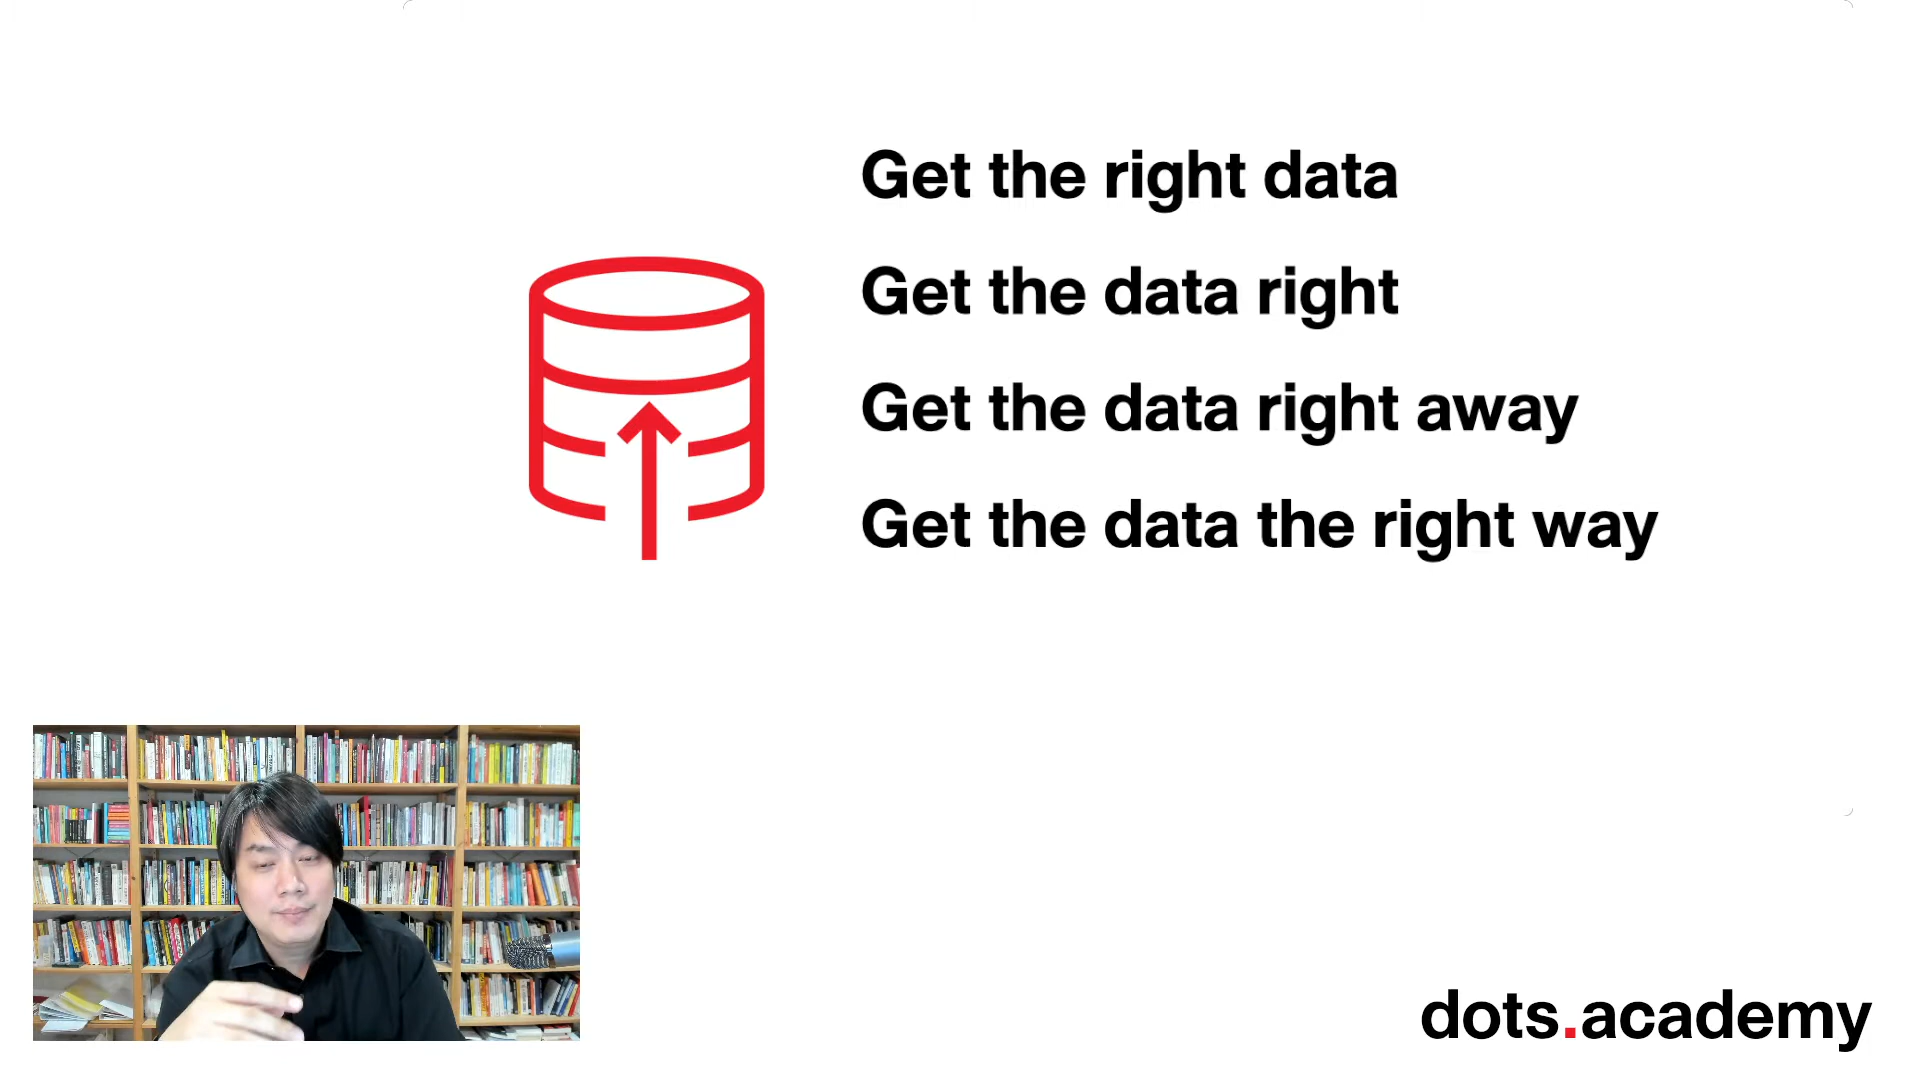 Get the right data
Get the data right
Get the data right away
Get the data the right way
dots.academy